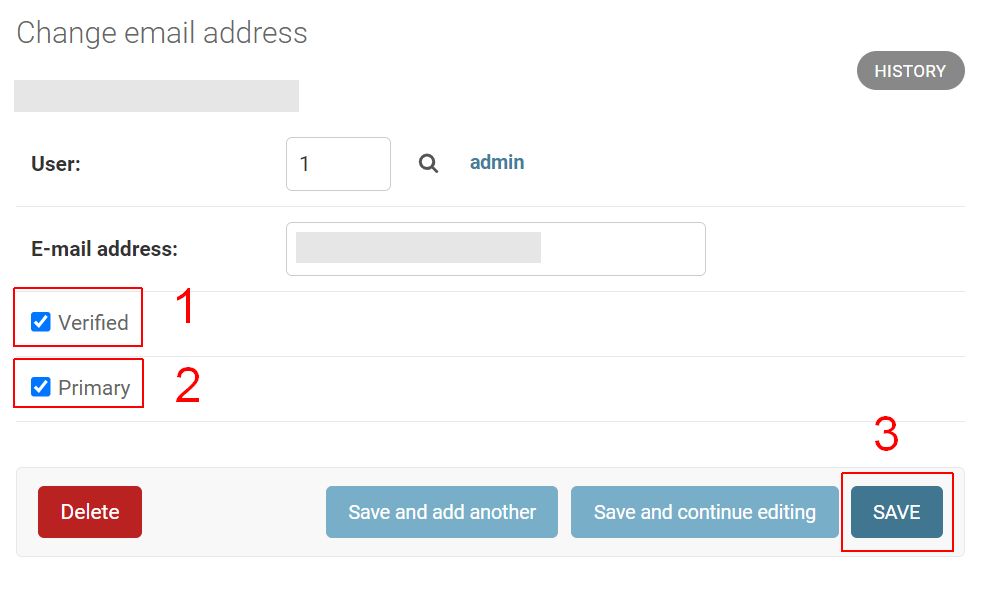 Change email address
HISTORY
User: 1 admin
E-mail address:
Verified 1
Primary 2
3
Delete Save and add another Save and continue editing SAVE